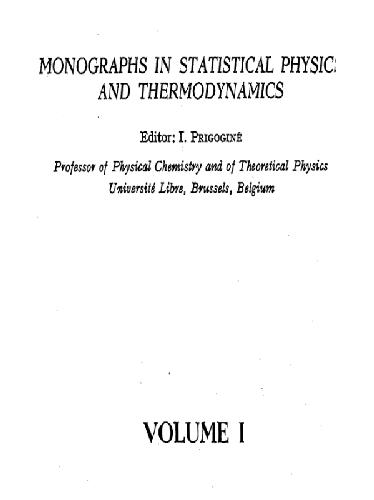 MONOGRAPHS IN STATISTICAL PHYSIC
AND THERMODYNAMICS
Editor: I. PRIGOGINE
Professor of Physical Chemistry and of Theoretical Physics
Université Libre, Brussels, Belgium
VOLUME I